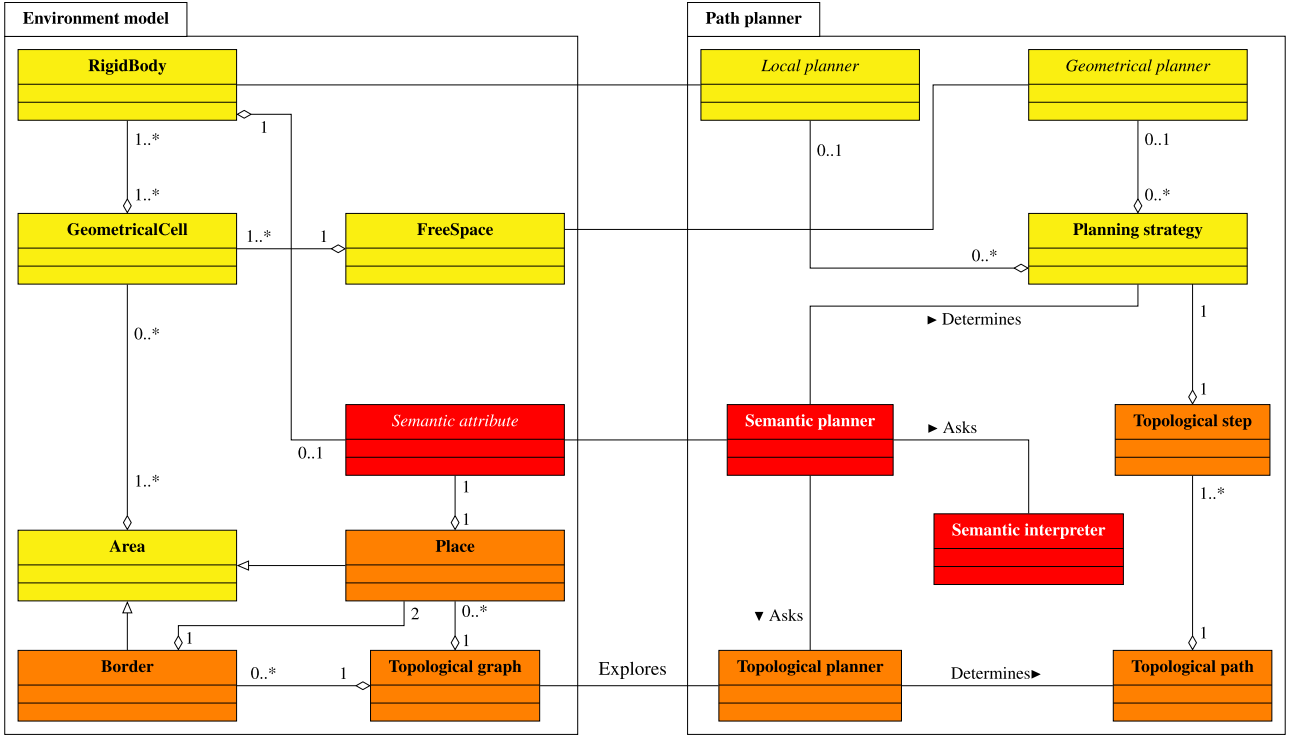 Environment model
Path planner
RigidBody
Local planner
Geometrical planner
1
1..*
0..1
0..1
1..*
0..*
GeometricalCell
1..*
1
FreeSpace
Planning strategy
0..*
0..*
► Determines
1
1
Semantic attribute
0..1
Semantic planner
► Asks
Topological step
1..*
1
1
1..*
Area
Place
Semantic interpreter
2
0..*
▼ Asks
1
1
1
Border
0..*
1
Topological graph
Explores
Topological planner
Determines►
Topological path